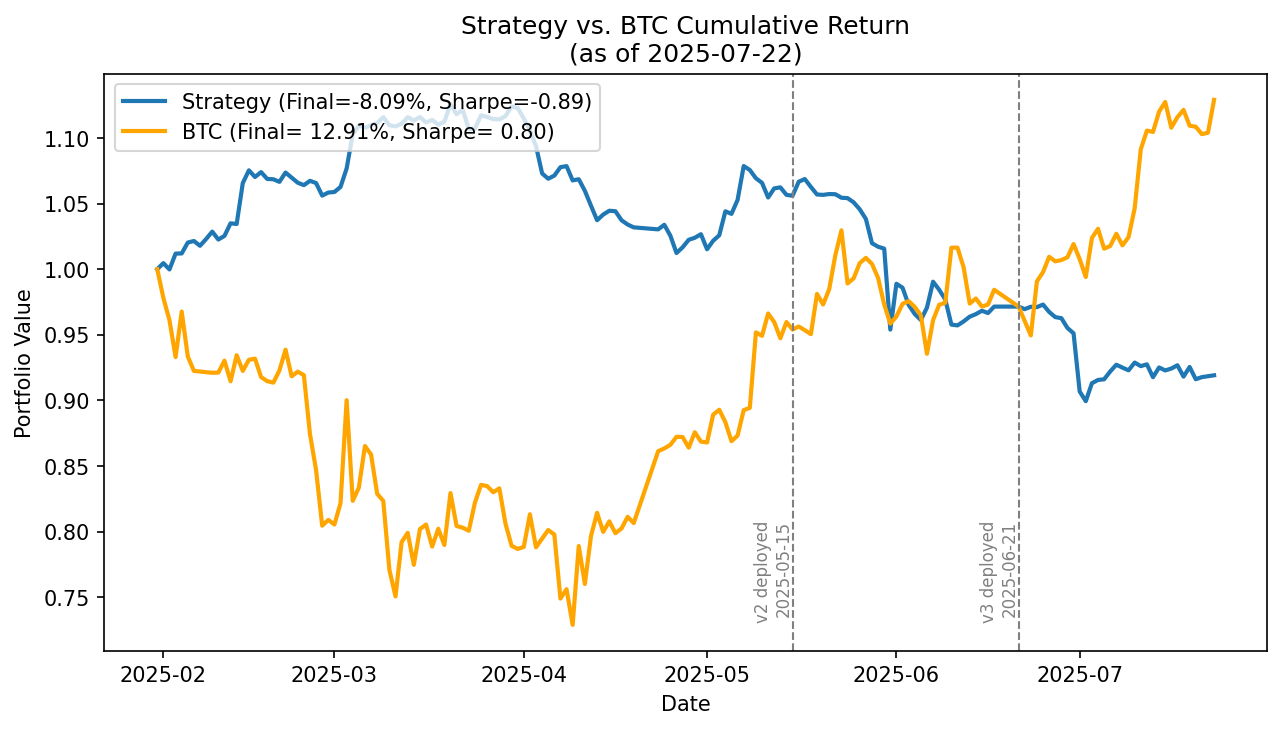 Strategy vs. BTC Cumulative Return
(as of 2025-07-22)
Strategy (Final=-8.09%, Sharpe=-0.89)
BTC (Final= 12.91%, Sharpe= 0.80)
Portfolio Value
1.10
1.05
1.00
0.95
0.90
0.85
0.80
0.75
v2 deployed
2025-05-15
v3 deployed
2025-06-21
2025-02
2025-03
2025-04
2025-05
2025-06
2025-07
Date